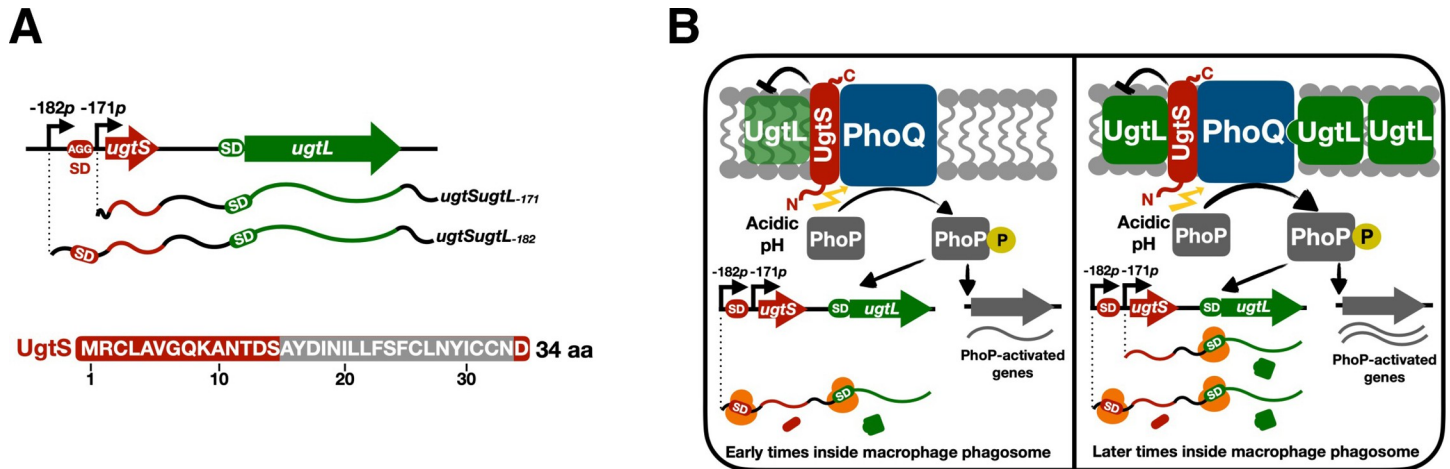 A
-182p -171p
AGG
ugtS
SD
ugtL
SD
SD
ugtSugtL-171
SD
SD
ugtSugtL-182
UgtS MRCLAVGQKANTDSAYDINILLFSFCLNYICCND 34 aa
1 10 20 30
B
C
UgtL
UgtS
PhoQ
N
Acidic
pH
PhoP
PhoP P
-182p -171p
SD ugtS SD ugtL
PhoP-activated
genes
SD
SD
Early times inside macrophage phagosome
C
UgtL
UgtS
PhoQ
UgtL
UgtL
N
Acidic
pH
PhoP
PhoP P
-182p -171p
SD ugtS SD ugtL
SD
PhoP-activated
genes
SD
SD
Later times inside macrophage phagosome